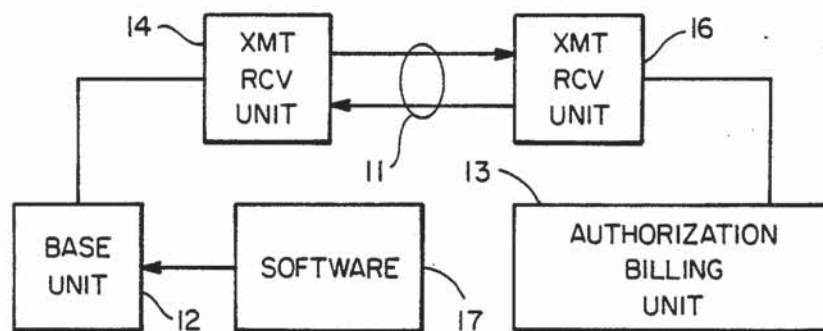 14
XMT
RCV
UNIT
11
XMT
RCV
UNIT
16
BASE
UNIT
12
SOFTWARE
17
13
AUTHORIZATION
BILLING
UNIT